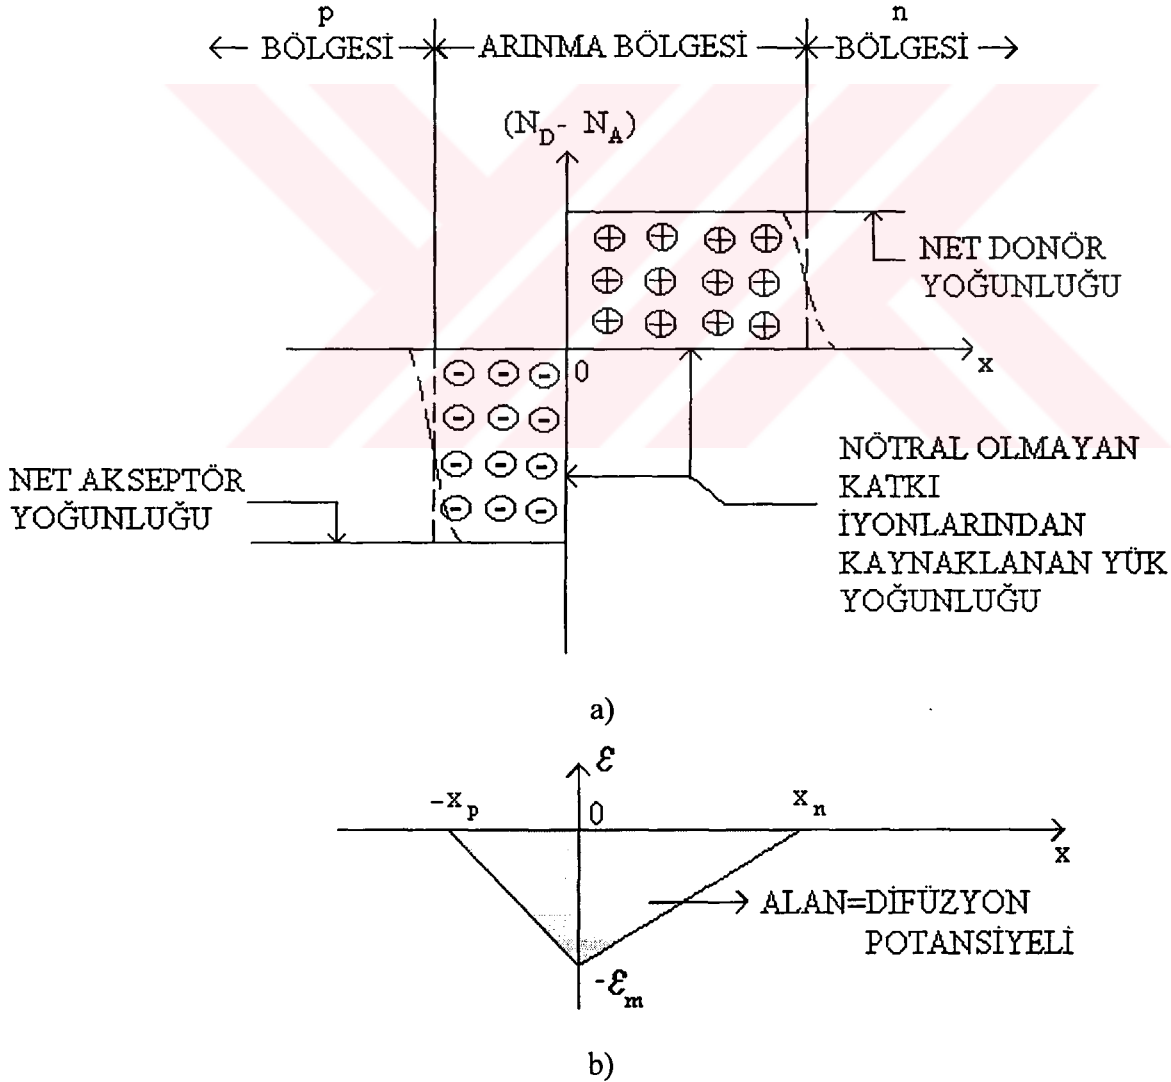 p
n
BÖLGESİ
ARINMA BÖLGESİ
BÖLGESİ
(N_D - N_A)
NET DONÖR
YOĞUNLUĞU
x
0
NET AKSEPTÖR
YOĞUNLUĞU
NÖTRAL OLMAYAN
KATKI
İYONLARINDAN
KAYNAKLANAN YÜK
YOĞUNLUĞU
a)
ε
-x_p
0
x_n
x
ALAN=DİFÜZYON
POTANSİYELİ
-ε_m
b)